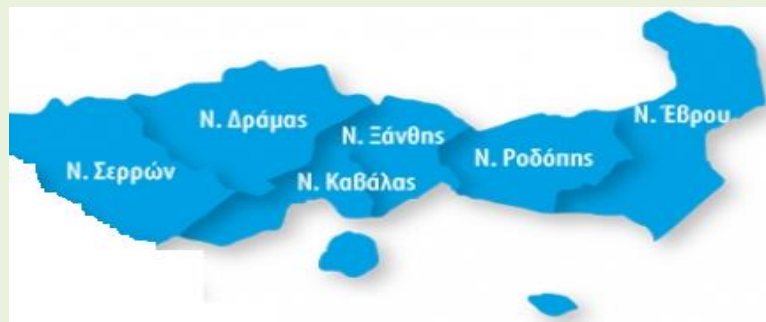 Ν. Σερρών
Ν. Δράμας
Ν. Καβάλας
Ν. Ξάνθης
Ν. Ροδόπης
Ν. Έβρου